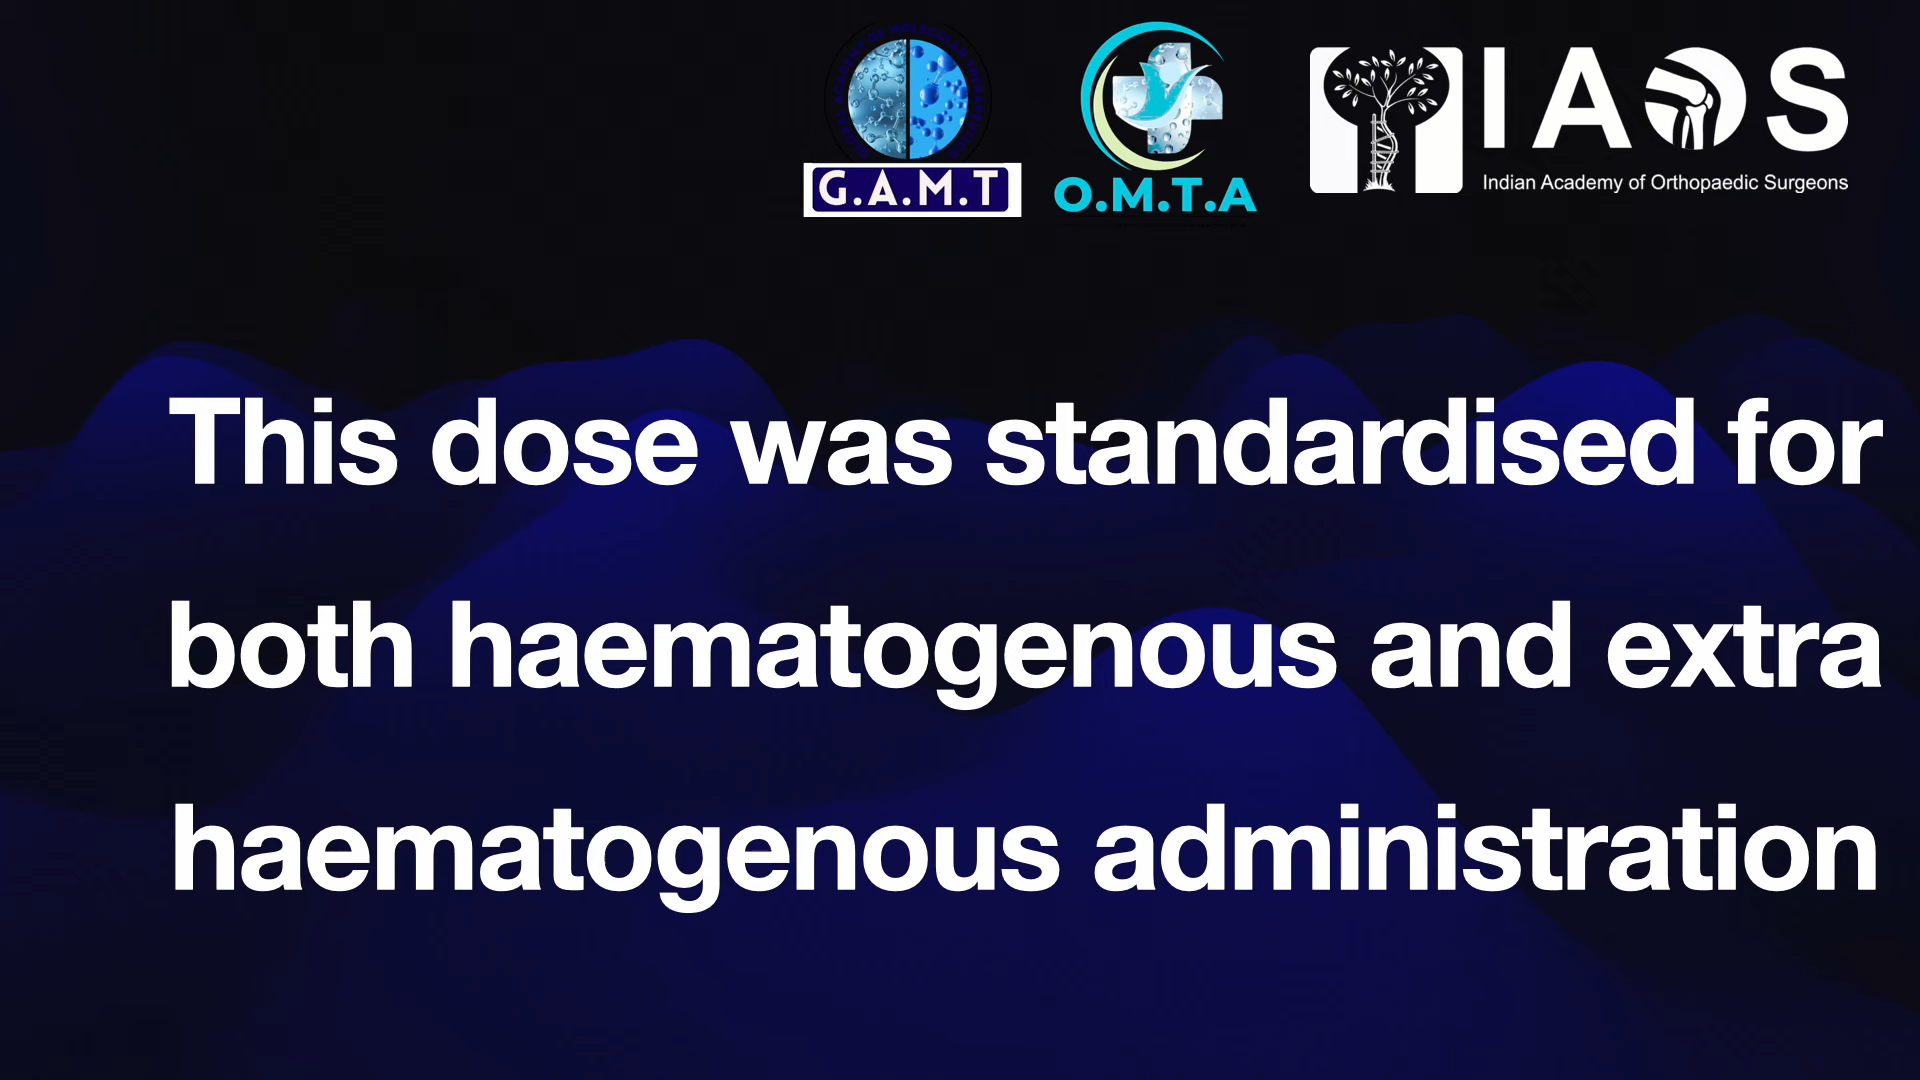 G.A.M.T
O.M.T.A
IAOS
Indian Academy of Orthopaedic Surgeons
This dose was standardised for
both haematogenous and extra
haematogenous administration